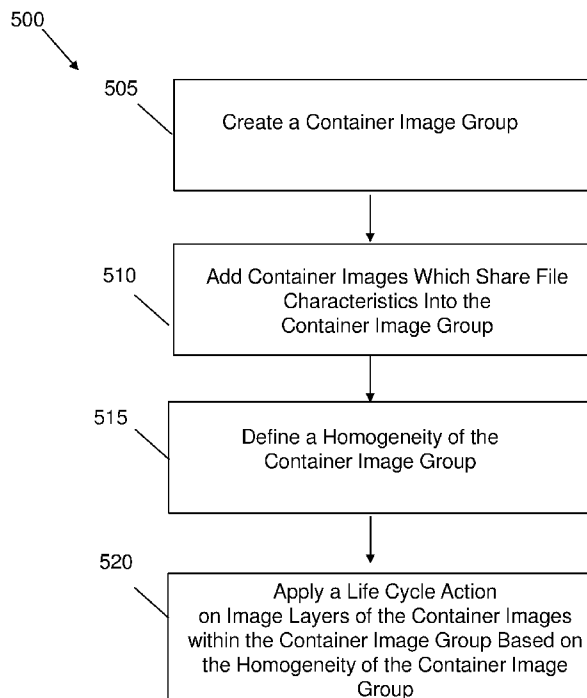 500
505
Create a Container Image Group
510
Add Container Images Which Share File
Characteristics Into the
Container Image Group
515
Define a Homogeneity of the
Container Image Group
520
Apply a Life Cycle Action
on Image Layers of the Container Images
within the Container Image Group Based on
the Homogeneity of the Container Image
Group